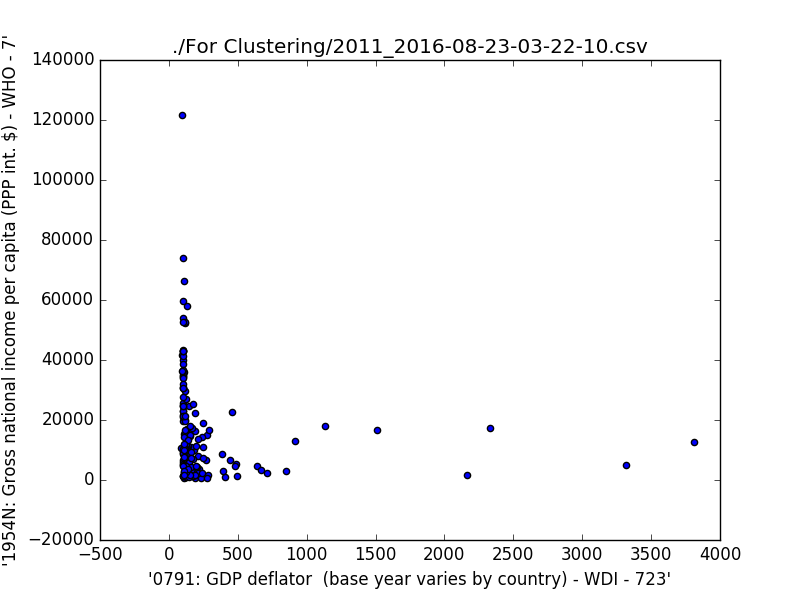 ./For Clustering/2011_2016-08-23-03-22-10.csv
'1954N: Gross national income per capita (PPP int. $) - WHO - 7'
140000
120000
100000
80000
60000
40000
20000
0
−20000
−500 0 500 1000 1500 2000 2500 3000 3500 4000
'0791: GDP deflator  (base year varies by country) - WDI - 723'